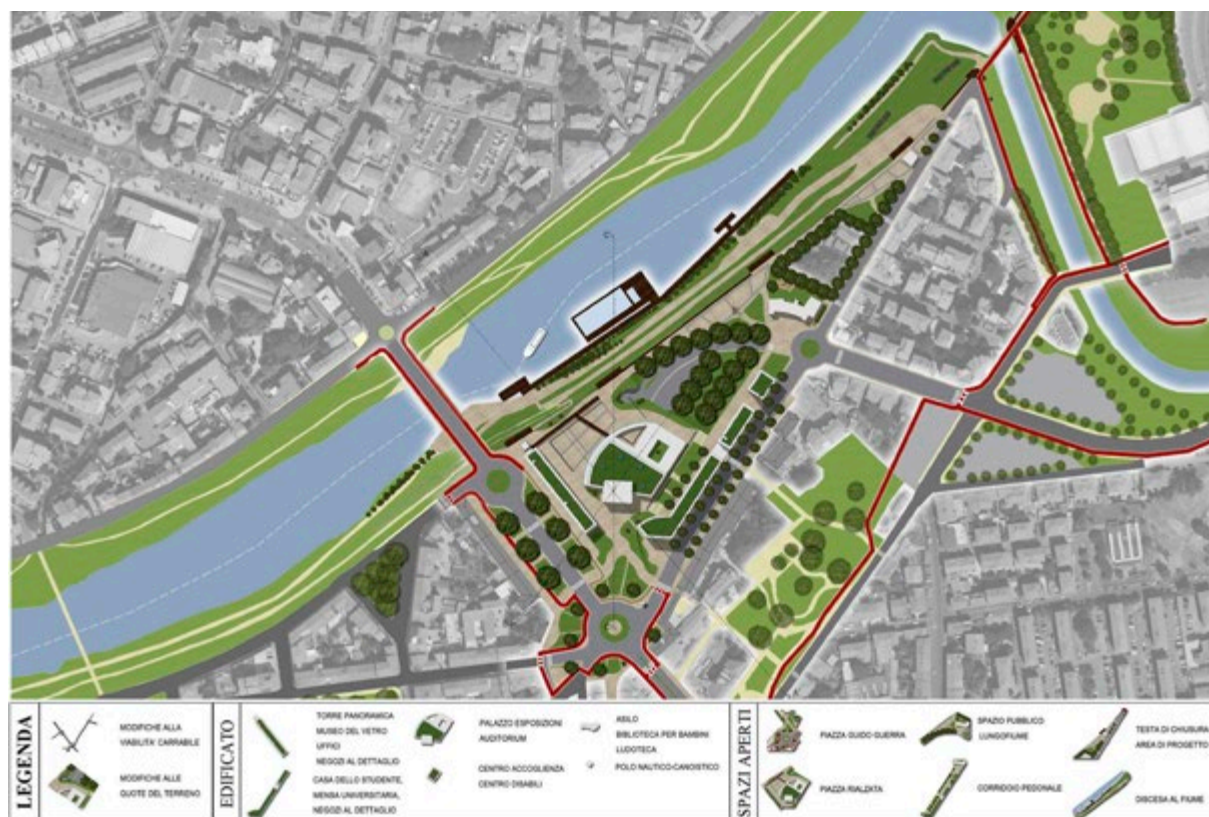 LEGENDA
MODIFICHE ALLA
VIABILITA' CARRABILE
MODIFICHE ALLE
QUOTE DEL TERRENO
EDIFICATO
TORRE PANORAMICA
MUSEO DEL VETRO
UFFICI
NEGOZI AL DETTAGLIO
CASA DELLO STUDENTE,
MENSA UNIVERSITARIA,
NEGOZI AL DETTAGLIO
PALAZZO ESPOSIZIONI
AUDITORIUM
CENTRO ACCOGLIENZA
CENTRO DISABILI
ASILO
BIBLIOTECA PER BAMBINI
LUDOTECA
POLO NAUTICO-CANOISTICO
SPAZI APERTI
PIAZZA GUIDO GUERRA
PIAZZA RIALZATA
SPAZIO PUBBLICO
LUNGOFIUME
CORRIDOIO PEDONALE
TESTA DI CHIUSURA
AREA DI PROGETTO
DISCESA AL FIUME